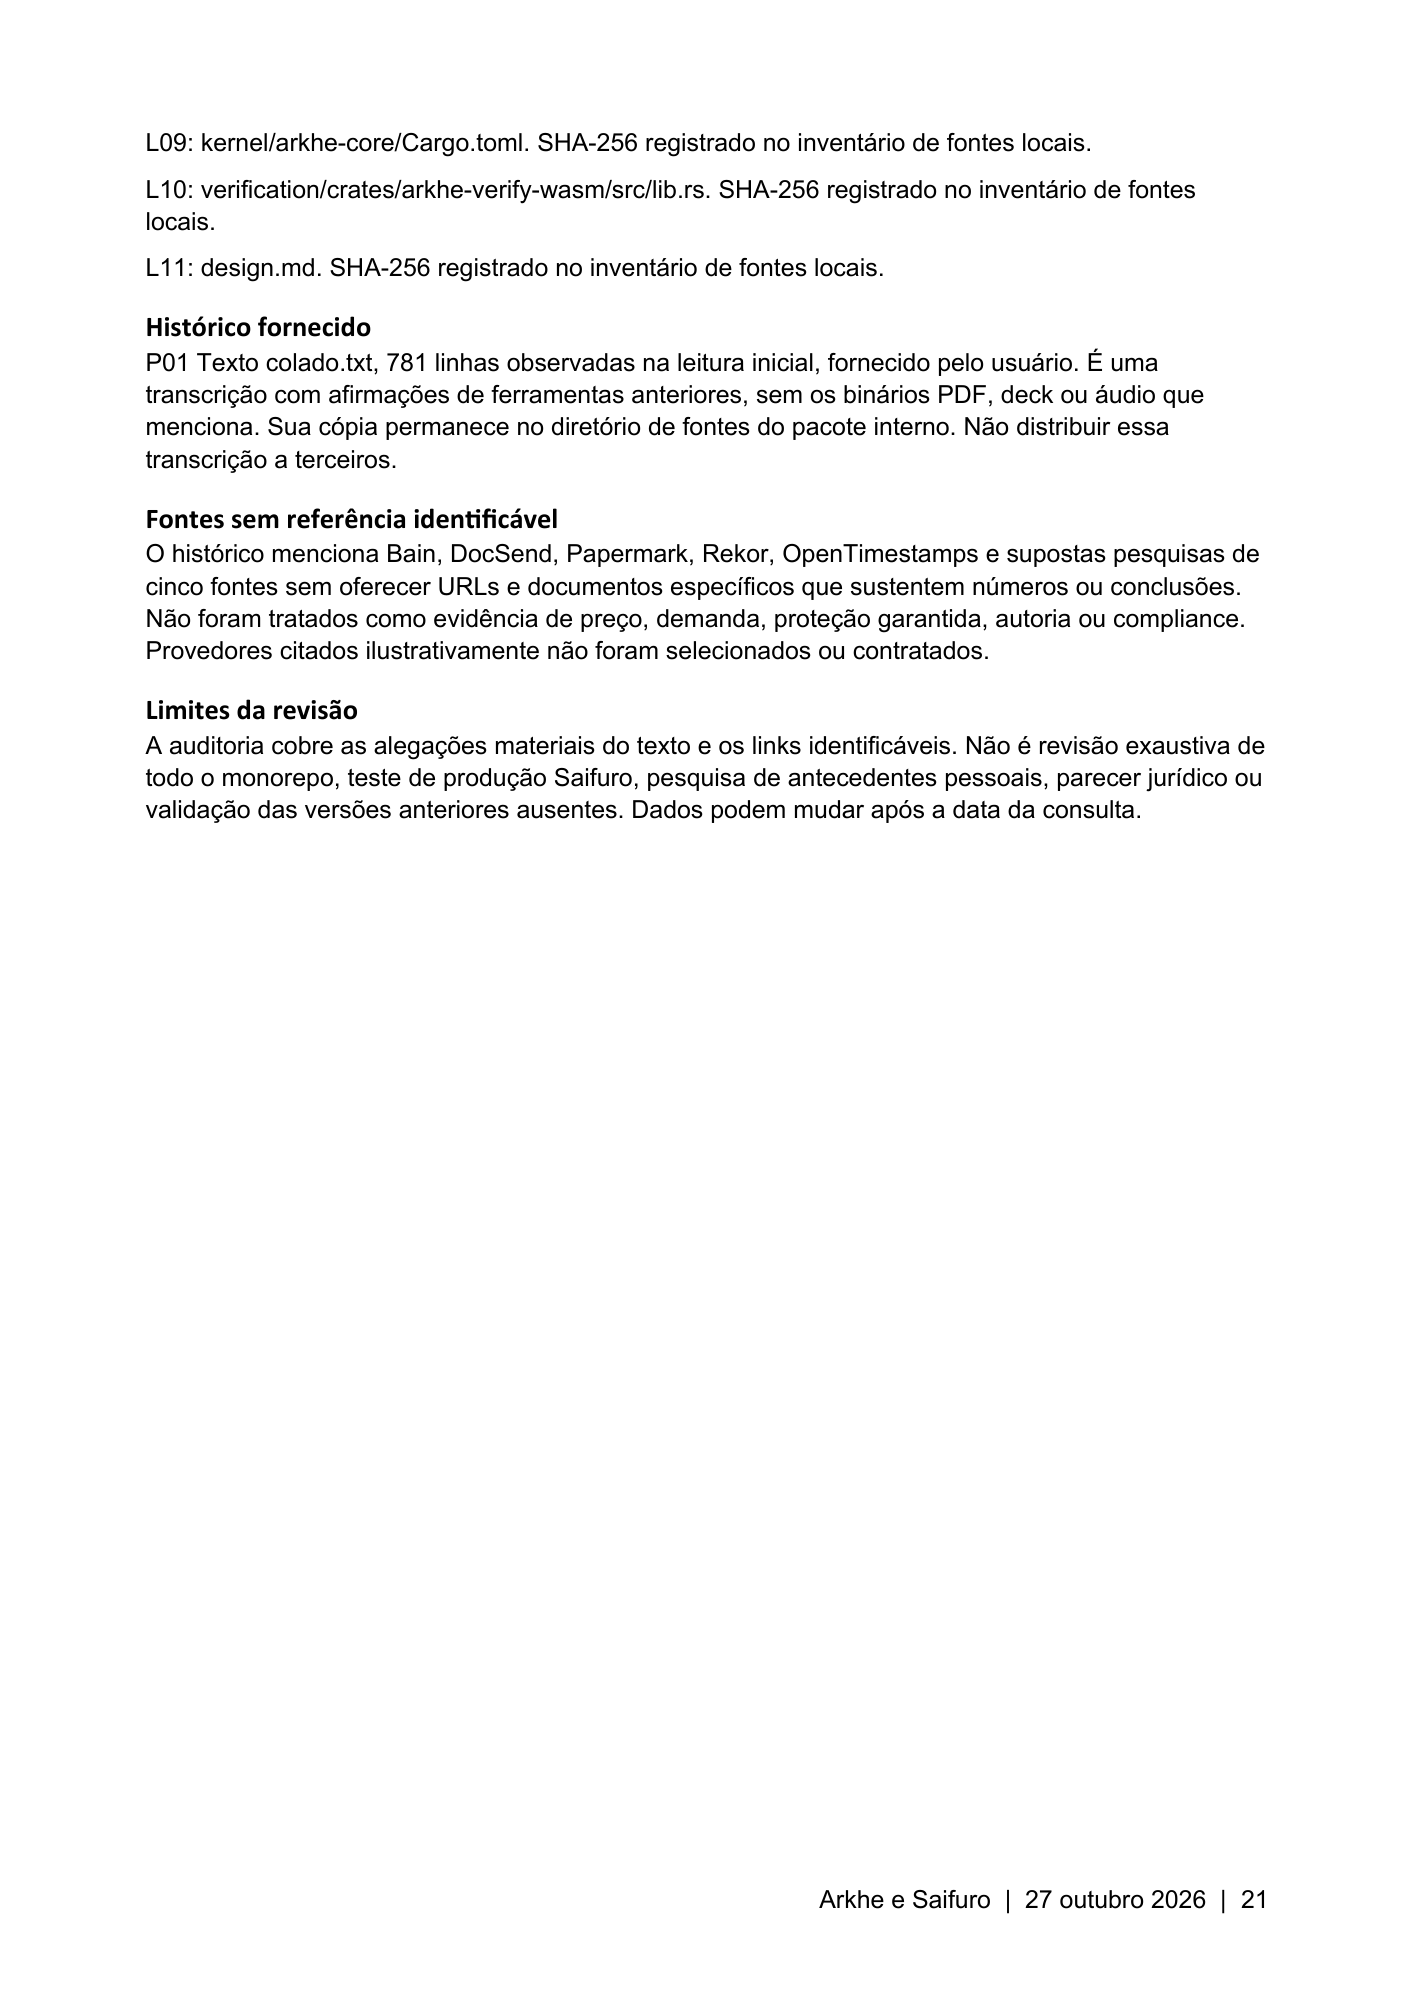 L09: kernel/arkhe-core/Cargo.toml. SHA-256 registrado no inventário de fontes locais.
L10: verification/crates/arkhe-verify-wasm/src/lib.rs. SHA-256 registrado no inventário de fontes
locais.
L11: design.md. SHA-256 registrado no inventário de fontes locais.
Histórico fornecido
P01 Texto colado.txt, 781 linhas observadas na leitura inicial, fornecido pelo usuário. É uma
transcrição com afirmações de ferramentas anteriores, sem os binários PDF, deck ou áudio que
menciona. Sua cópia permanece no diretório de fontes do pacote interno. Não distribuir essa
transcrição a terceiros.
Fontes sem referência identificável
O histórico menciona Bain, DocSend, Papermark, Rekor, OpenTimestamps e supostas pesquisas de
cinco fontes sem oferecer URLs e documentos específicos que sustentem números ou conclusões.
Não foram tratados como evidência de preço, demanda, proteção garantida, autoria ou compliance.
Provedores citados ilustrativamente não foram selecionados ou contratados.
Limites da revisão
A auditoria cobre as alegações materiais do texto e os links identificáveis. Não é revisão exaustiva de
todo o monorepo, teste de produção Saifuro, pesquisa de antecedentes pessoais, parecer jurídico ou
validação das versões anteriores ausentes. Dados podem mudar após a data da consulta.
Arkhe e Saifuro | 27 outubro 2026 | 21